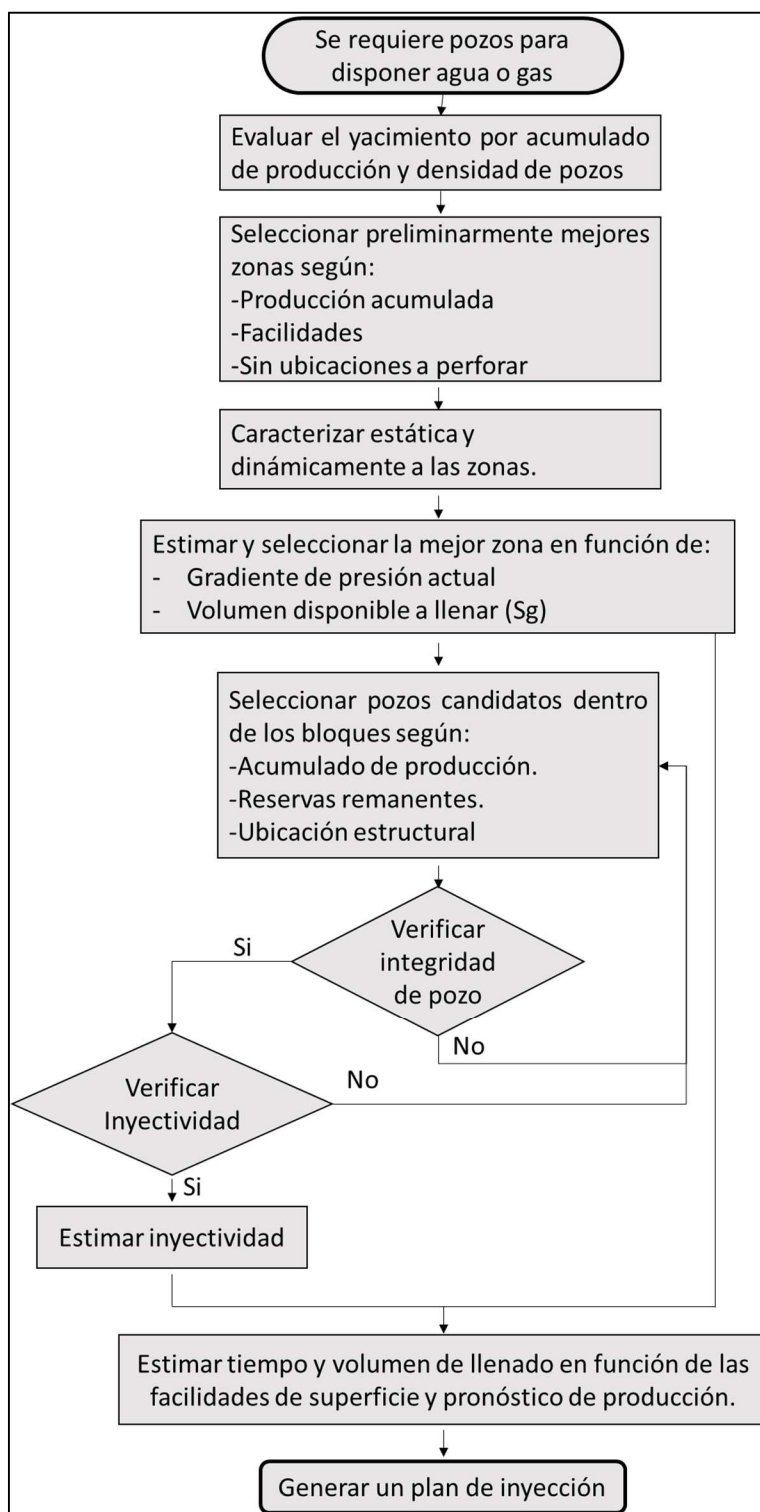 Se requiere pozos para
disponer agua o gas
Evaluar el yacimiento por acumulado
de producción y densidad de pozos
Seleccionar preliminarmente mejores
zonas según:
-Producción acumulada
-Facilidades
-Sin ubicaciones a perforar
Caracterizar estática y
dinámicamente a las zonas.
Estimar y seleccionar la mejor zona en función de:
- Gradiente de presión actual
- Volumen disponible a llenar (Sg)
Seleccionar pozos candidatos dentro
de los bloques según:
-Acumulado de producción.
-Reservas remanentes.
-Ubicación estructural
Verificar
integridad
de pozo
Si
No
Verificar
Inyectividad
No
Si
Estimar inyectividad
Estimar tiempo y volumen de llenado en función de las
facilidades de superficie y pronóstico de producción.
Generar un plan de inyección